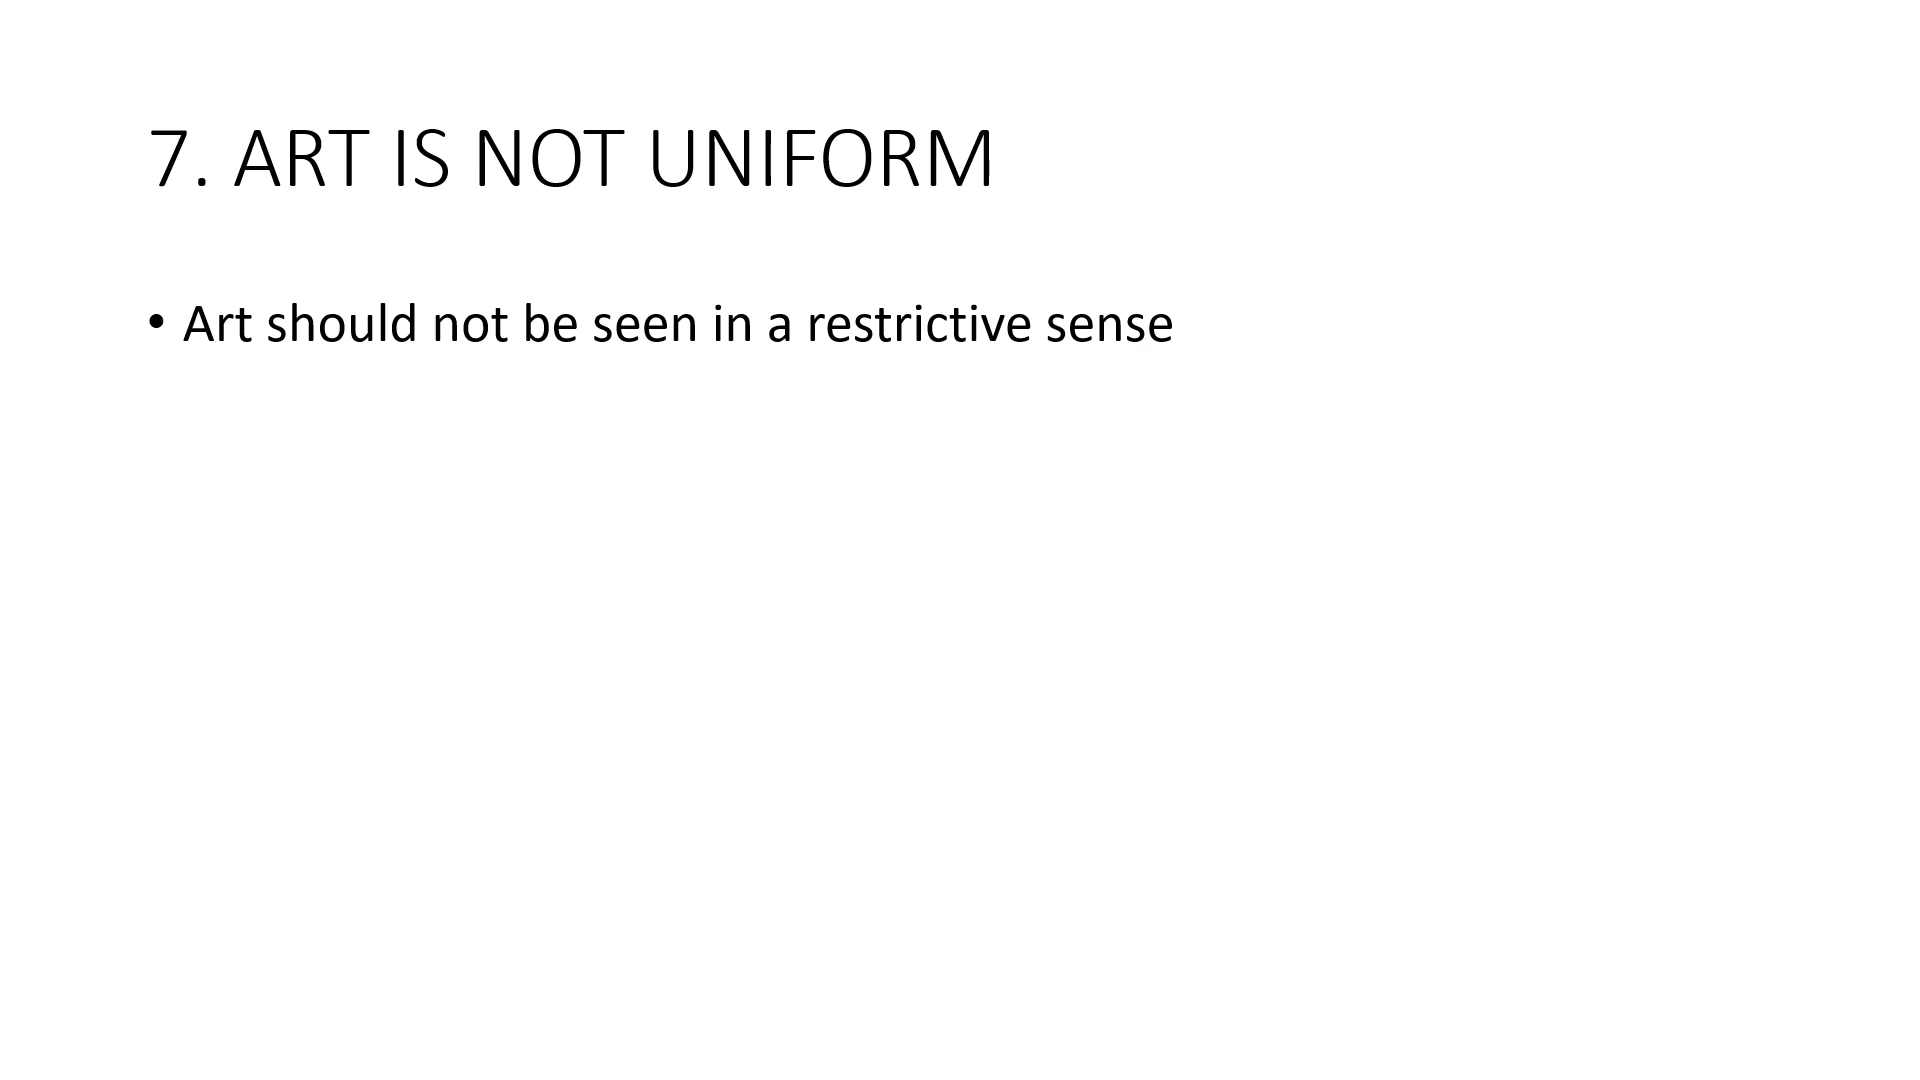 7. ART IS NOT UNIFORM
• Art should not be seen in a restrictive sense